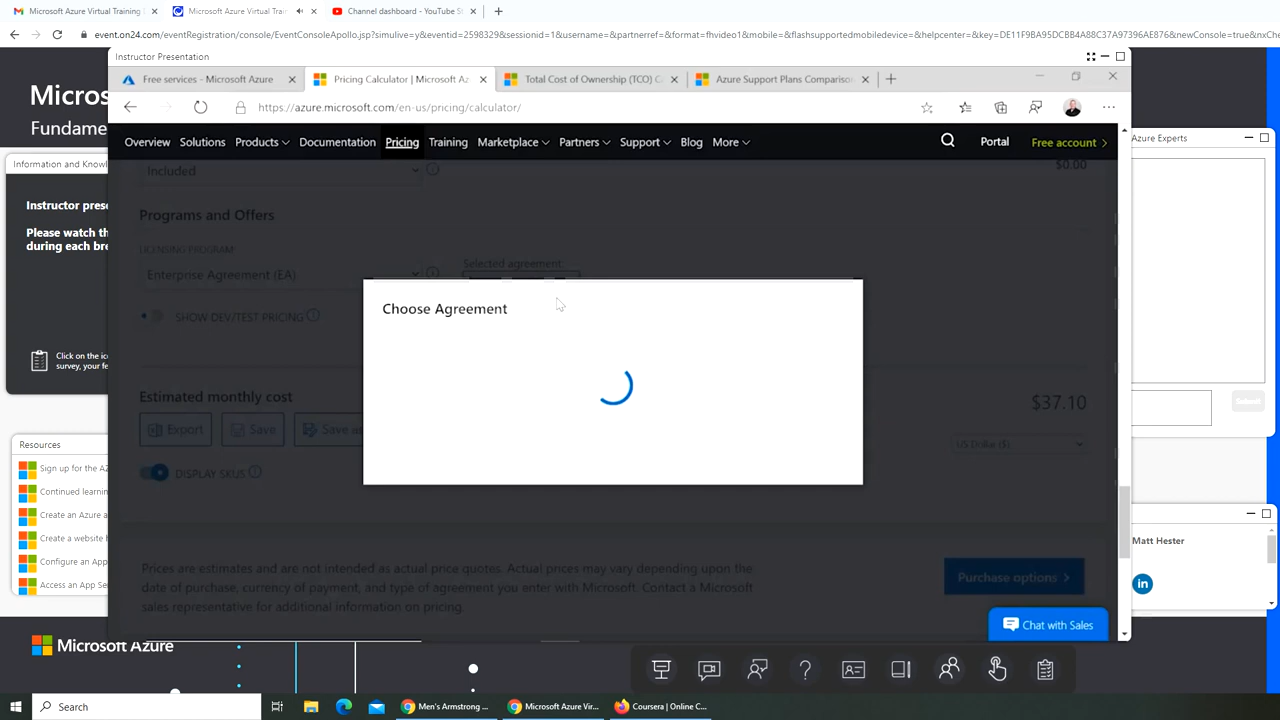 Microsoft Azure Virtual Training
Microsoft Azure Virtual Train
Channel dashboard - YouTube St
event.on24.com/eventRegistration/console/EventConsoleApollo.jsp?simulive=y&eventid=2598329&sessionid=1&username=&partnerref=&format=fhvideo1&mobile=&flashsupportedmobiledevice=&helpcenter=&key=DE11F9BA95DCBB4A88C37A97396AE876&newConsole=true&nxChe
Instructor Presentation
Free services - Microsoft Azure
Pricing Calculator | Microsoft Az
Total Cost of Ownership (TCO) C
Azure Support Plans Comparison
https://azure.microsoft.com/en-us/pricing/calculator/
Micros
Fundame
Overview
Solutions
Products
Documentation
Pricing
Training
Marketplace
Partners
Support
Blog
More
Portal
Free account >
Azure Experts
Information and Knowl
Included
$0.00
Instructor prese
Please watch th
during each bre
Programs and Offers
LICENSING PROGRAM:
Enterprise Agreement (EA)
Selected agreement:
Choose Agreement
SHOW DEV/TEST PRICING
Click on the ico
survey, your fe
Estimated monthly cost
$37.10
Export
Save
Save as
US Dollar ($)
Submit
Resources
Sign up for the AZ
DISPLAY SKUS
Continued learnin
Create an Azure a
Create a website h
Configure an App
Access an App Se
Matt Hester
in
Prices are estimates and are not intended as actual price quotes. Actual prices may vary depending upon the
date of purchase, currency of payment, and type of agreement you enter with Microsoft. Contact a Microsoft
sales representative for additional information on pricing.
Purchase options >
Chat with Sales
Microsoft Azure
Search
Men's Armstrong ...
Microsoft Azure Vir...
Coursera | Online C...